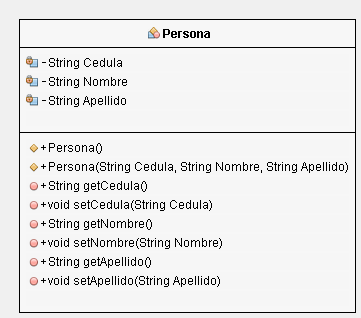 Persona
- String Cedula
- String Nombre
- String Apellido
+ Persona()
+ Persona(String Cedula, String Nombre, String Apellido)
+ String getCedula()
+ void setCedula(String Cedula)
+ String getNombre()
+ void setNombre(String Nombre)
+ String getApellido()
+ void setApellido(String Apellido)